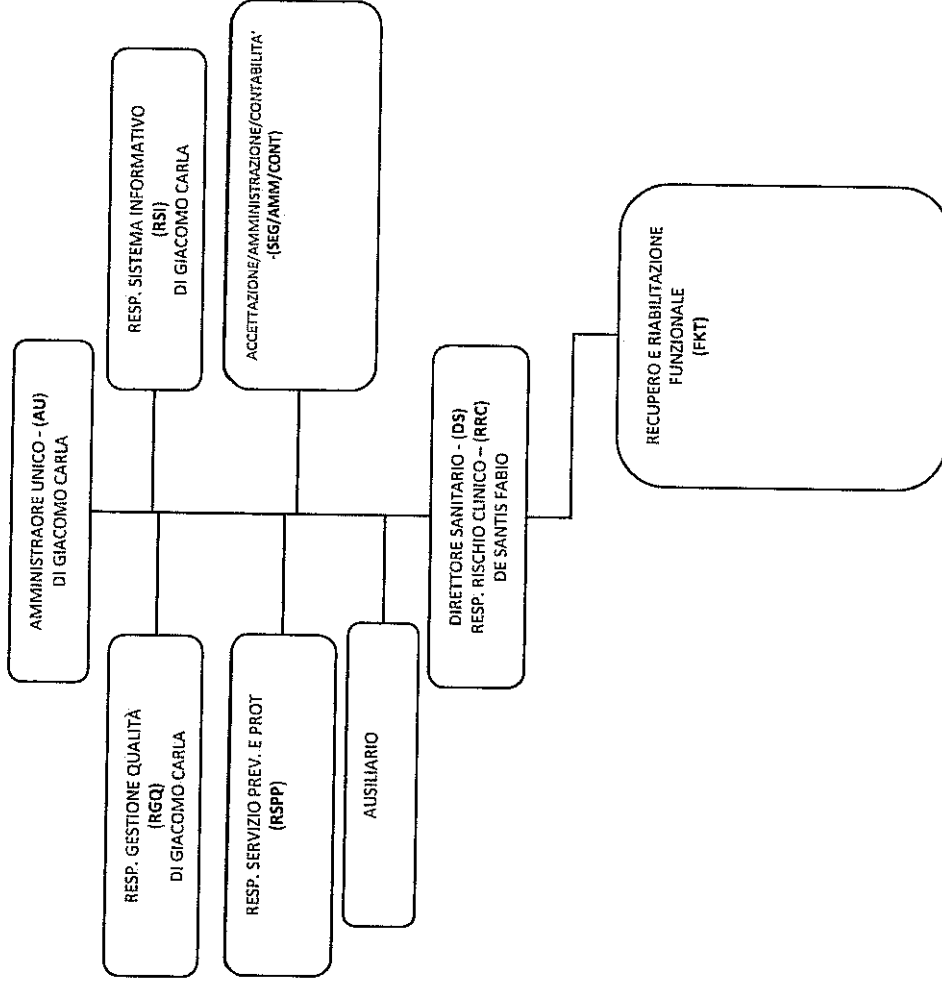 AMMINISTRAORE UNICO - (AU)
DI GIACOMO CARLA
RESP. GESTIONE QUALITÀ
(RGQ)
DI GIACOMO CARLA
RESP. SISTEMA INFORMATIVO
(RSI)
DI GIACOMO CARLA
RESP. SERVIZIO PREV. E PROT
(RSPP)
ACCETTAZIONE/AMMINISTRAZIONE/CONTABILITA'
-(SEG/AMM/CONT)
AUSILIARIO
DIRETTORE SANITARIO - (DS)
RESP. RISCHIO CLINICO – (RRC)
DE SANTIS FABIO
RECUPERO E RIABILITAZIONE
FUNZIONALE
(FKT)